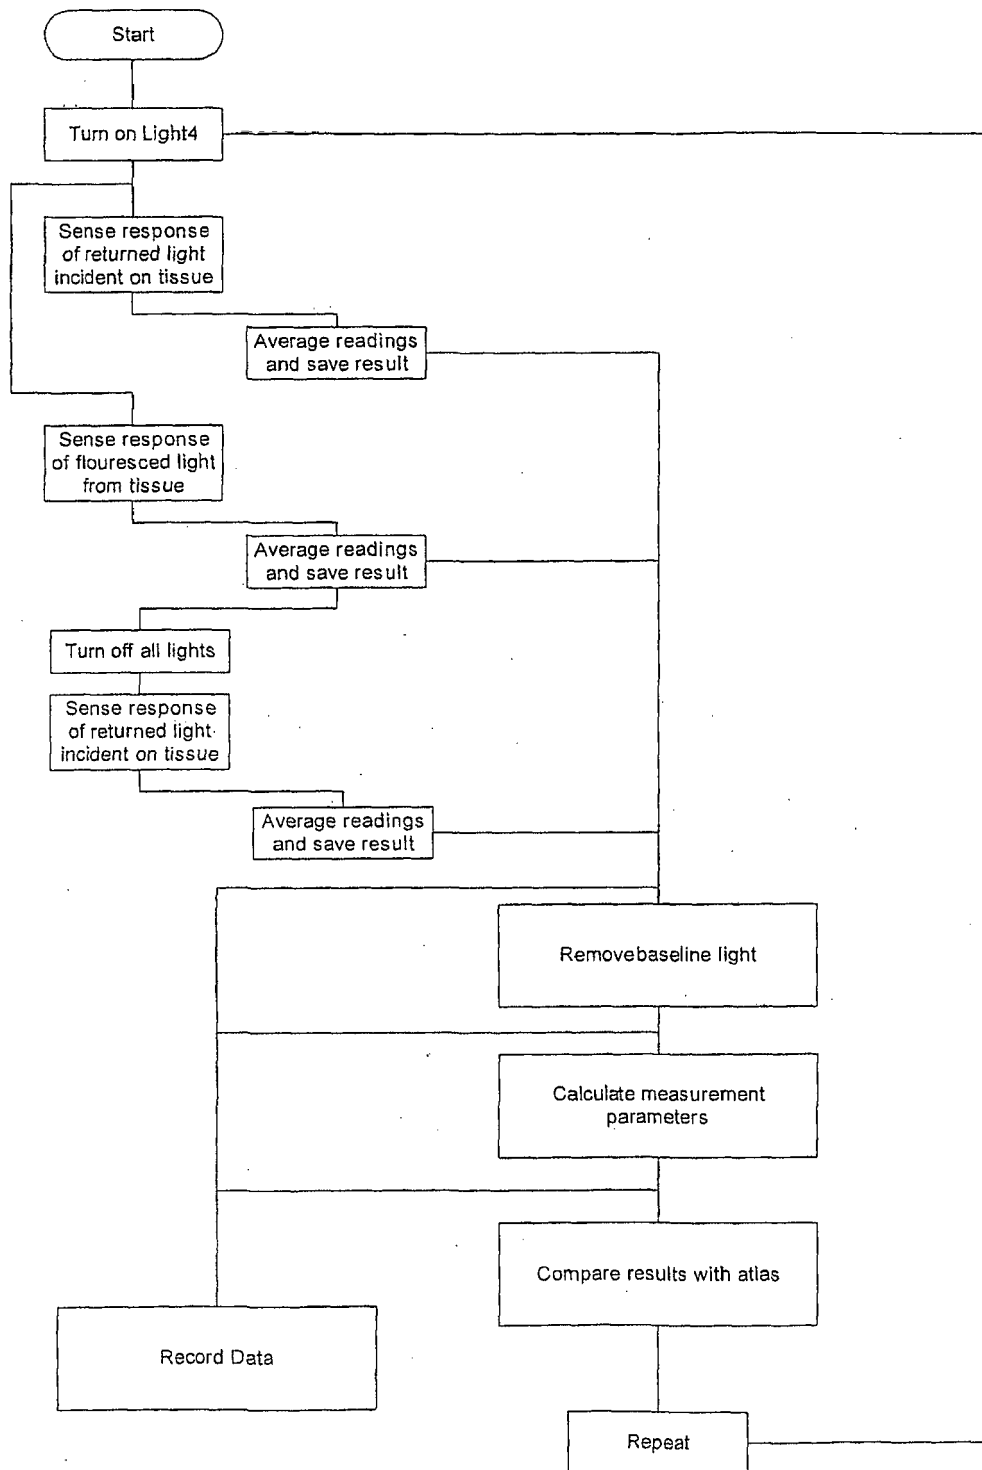 Start
Turn on Light4
Sense response
of returned light
incident on tissue
Average readings
and save result
Sense response
of flouresced light
from tissue
Average readings
and save result
Turn off all lights
Sense response
of returned light
incident on tissue
Average readings
and save result
Removebaseline light
Calculate measurement
parameters
Compare results with atlas
Record Data
Repeat